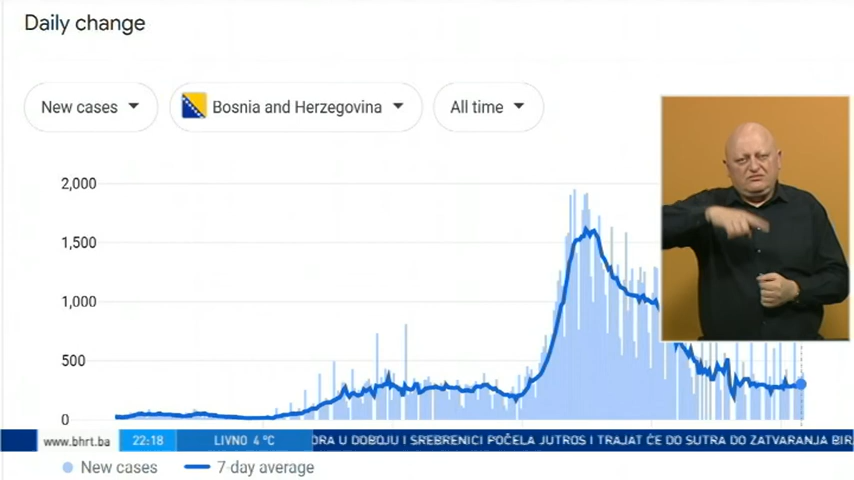 Daily change
New cases
Bosnia and Herzegovina
All time
2,000
1,500
1,000
500
0
www.bhrt.ba
22:18
LIVNO 4 °C
ORA U DOBOJU I SREBRENICI POČELA JUTROS I TRAJAT ĆE DO SUTRA DO ZATVARANJA BIR
New cases
7-day average